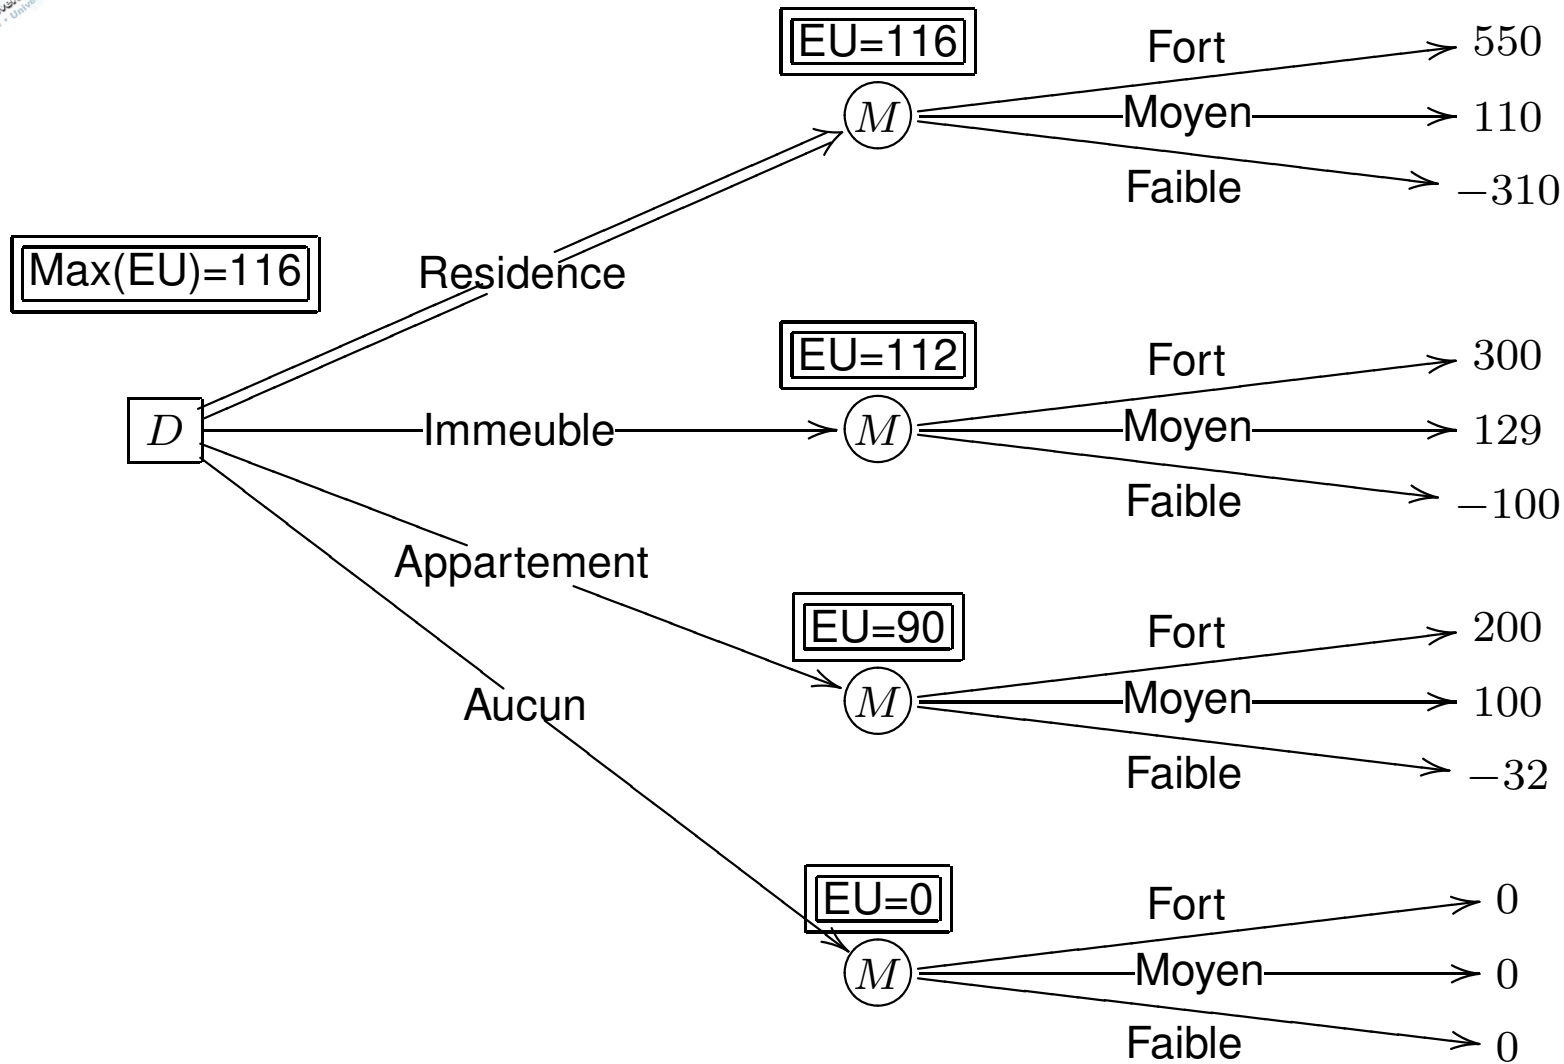 EU=116
Fort
550
M
Moyen
110
Faible
−310
Max(EU)=116
Residence
EU=112
Fort
300
D
Immeuble
M
Moyen
129
Faible
−100
Appartement
EU=90
Fort
200
Aucun
M
Moyen
100
Faible
−32
EU=0
Fort
0
M
Moyen
0
Faible
0